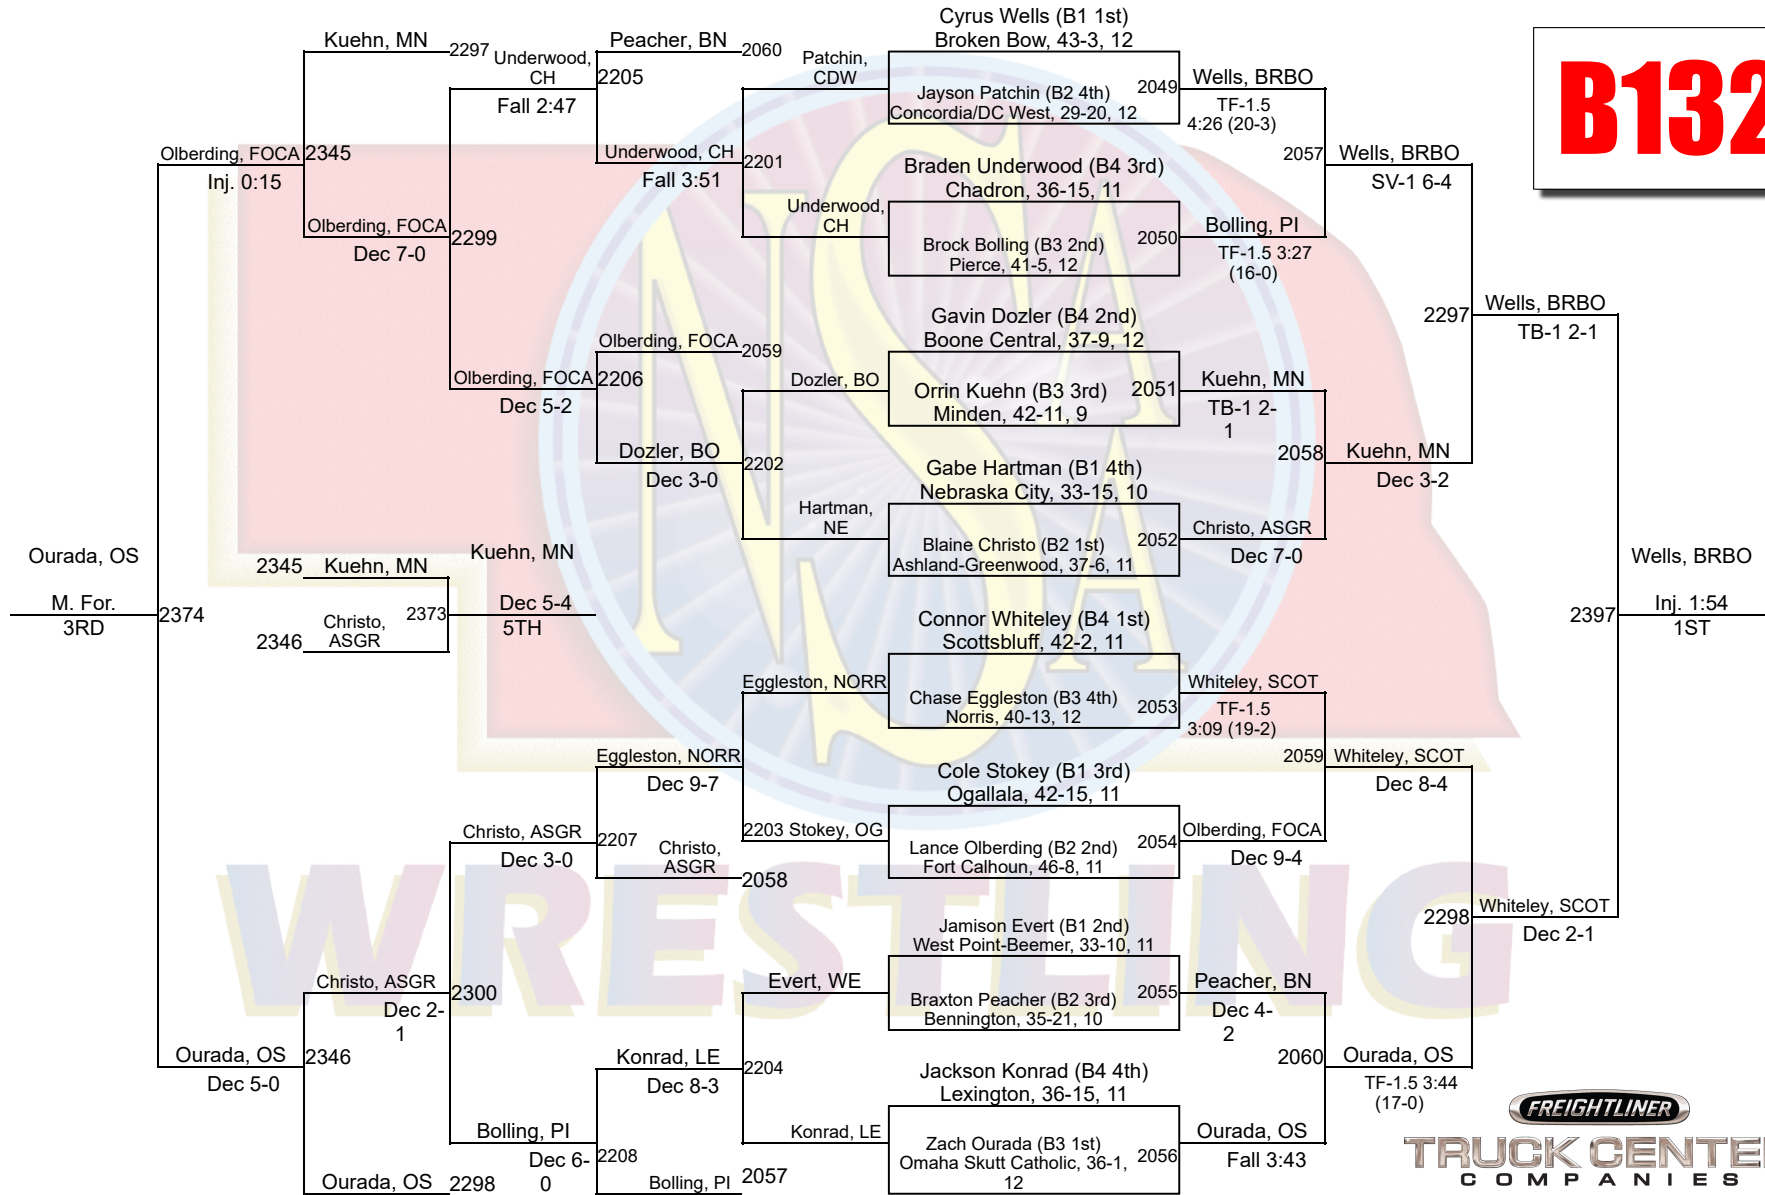 Cyrus Wells (B1 1st)
Broken Bow, 43-3, 12
Kuehn, MN
2297
Underwood,
CH
Fall 2:47
2205
Peacher, BN
2060
Patchin,
CDW
Jayson Patchin (B2 4th)
Concordia/DC West, 29-20, 12
2049
Wells, BRBO
TF-1.5
4:26 (20-3)
B132
Olberding, FOCA
Inj. 0:15
2345
Underwood, CH
Fall 3:51
2201
Braden Underwood (B4 3rd)
Chadron, 36-15, 11
2057
Wells, BRBO
SV-1 6-4
Olberding, FOCA
Dec 7-0
2299
Underwood,
CH
Brock Bolling (B3 2nd)
Pierce, 41-5, 12
2050
Bolling, PI
TF-1.5 3:27
(16-0)
Gavin Dozler (B4 2nd)
Boone Central, 37-9, 12
2297
Wells, BRBO
TB-1 2-1
Olberding, FOCA
2059
Olberding, FOCA
Dec 5-2
2206
Dozler, BO
Orrin Kuehn (B3 3rd)
Minden, 42-11, 9
2051
Kuehn, MN
TB-1 2-
1
Dozler, BO
Dec 3-0
2202
Gabe Hartman (B1 4th)
Nebraska City, 33-15, 10
2058
Kuehn, MN
Dec 3-2
Hartman,
NE
Blaine Christo (B2 1st)
Ashland-Greenwood, 37-6, 11
2052
Christo, ASGR
Dec 7-0
Ourada, OS
M. For.
3RD
2374
2345
Kuehn, MN
2346
Christo,
ASGR
2373
Kuehn, MN
Dec 5-4
5TH
Connor Whiteley (B4 1st)
Scottsbluff, 42-2, 11
2397
Wells, BRBO
Inj. 1:54
1ST
Eggleston, NORR
Chase Eggleston (B3 4th)
Norris, 40-13, 12
2053
Whiteley, SCOT
TF-1.5
3:09 (19-2)
Eggleston, NORR
Dec 9-7
Cole Stokey (B1 3rd)
Ogallala, 42-15, 11
2059
Whiteley, SCOT
Dec 8-4
Christo, ASGR
Dec 3-0
2207
Christo,
ASGR
2058
2203
Stokey, OG
Lance Olberding (B2 2nd)
Fort Calhoun, 46-8, 11
2054
Olberding, FOCA
Dec 9-4
Jamison Evert (B1 2nd)
West Point-Beemer, 33-10, 11
2298
Whiteley, SCOT
Dec 2-1
Christo, ASGR
Dec 2-
1
2300
Evert, WE
Braxton Peacher (B2 3rd)
Bennington, 35-21, 10
2055
Peacher, BN
Dec 4-
2
Ourada, OS
Dec 5-0
2346
Konrad, LE
Dec 8-3
2204
Jackson Konrad (B4 4th)
Lexington, 36-15, 11
2060
Ourada, OS
TF-1.5 3:44
(17-0)
Bolling, PI
Dec 6-
0
2208
Konrad, LE
Zach Ourada (B3 1st)
Omaha Skutt Catholic, 36-1,
12
2056
Ourada, OS
Fall 3:43
Ourada, OS
2298
Bolling, PI
2057
NSAA
WRESTLING
FREIGHTLINER
TRUCK CENTE
COMPANIES